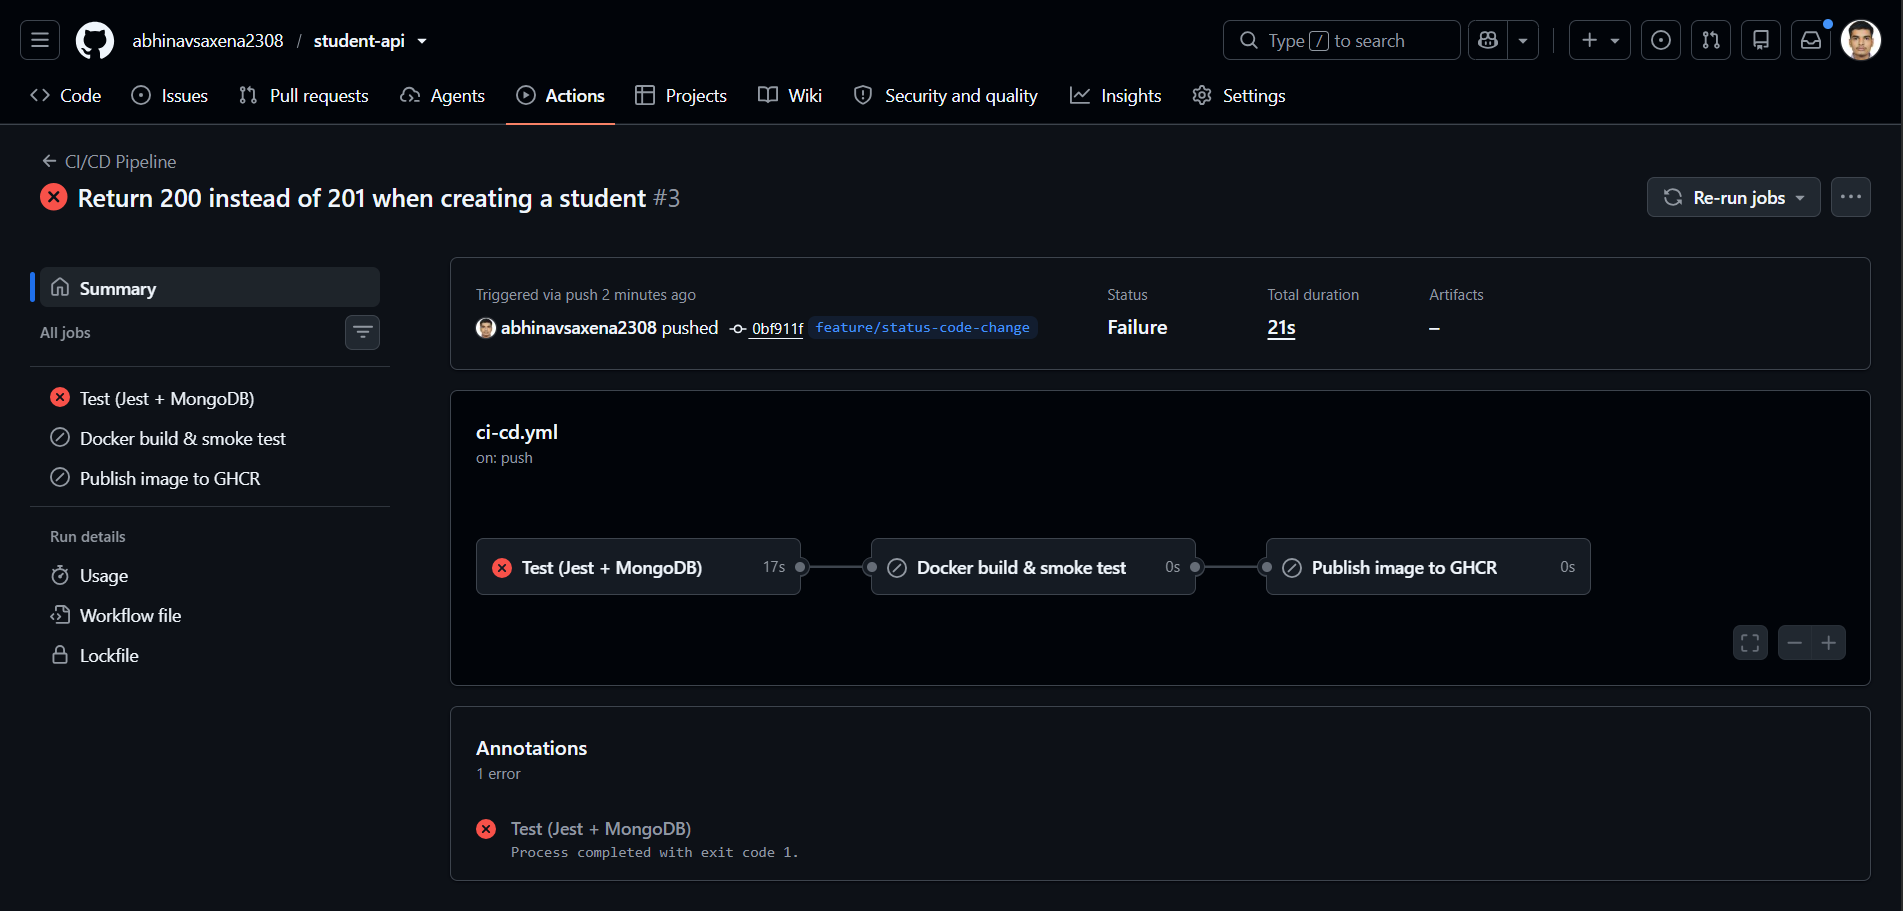 abhinavsaxena2308 / student-api
Type / to search
Code Issues Pull requests Agents Actions Projects Wiki Security and quality Insights Settings
CI/CD Pipeline
Return 200 instead of 201 when creating a student #3
Re-run jobs
Summary
All jobs
Test (Jest + MongoDB)
Docker build & smoke test
Publish image to GHCR
Run details
Usage
Workflow file
Lockfile
Triggered via push 2 minutes ago
abhinavsaxena2308 pushed 0bf911f feature/status-code-change
Status
Failure
Total duration
21s
Artifacts
–
ci-cd.yml
on: push
Test (Jest + MongoDB) 17s
Docker build & smoke test 0s
Publish image to GHCR 0s
Annotations
1 error
Test (Jest + MongoDB)
Process completed with exit code 1.